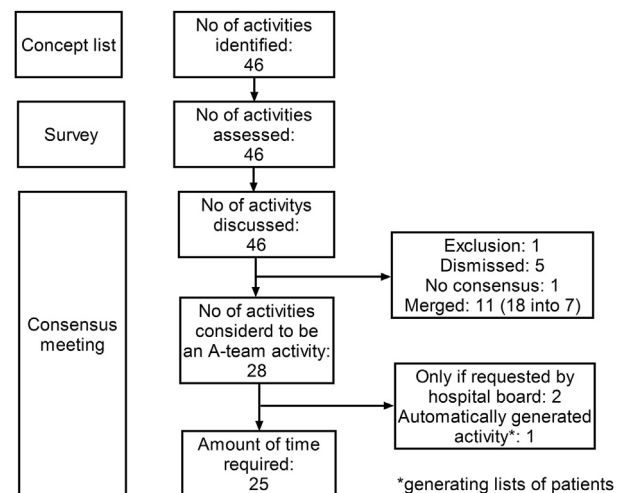 Concept list
No of activities
identified:
46
Survey
No of activities
assessed:
46
Consensus
meeting
No of activitys
discussed:
46
Exclusion: 1
Dismissed: 5
No consensus: 1
Merged: 11 (18 into 7)
No of activities
considerd to be
an A-team activity:
28
Only if requested by
hospital board: 2
Automatically generated
activity*: 1
Amount of time
required:
25
*generating lists of patients